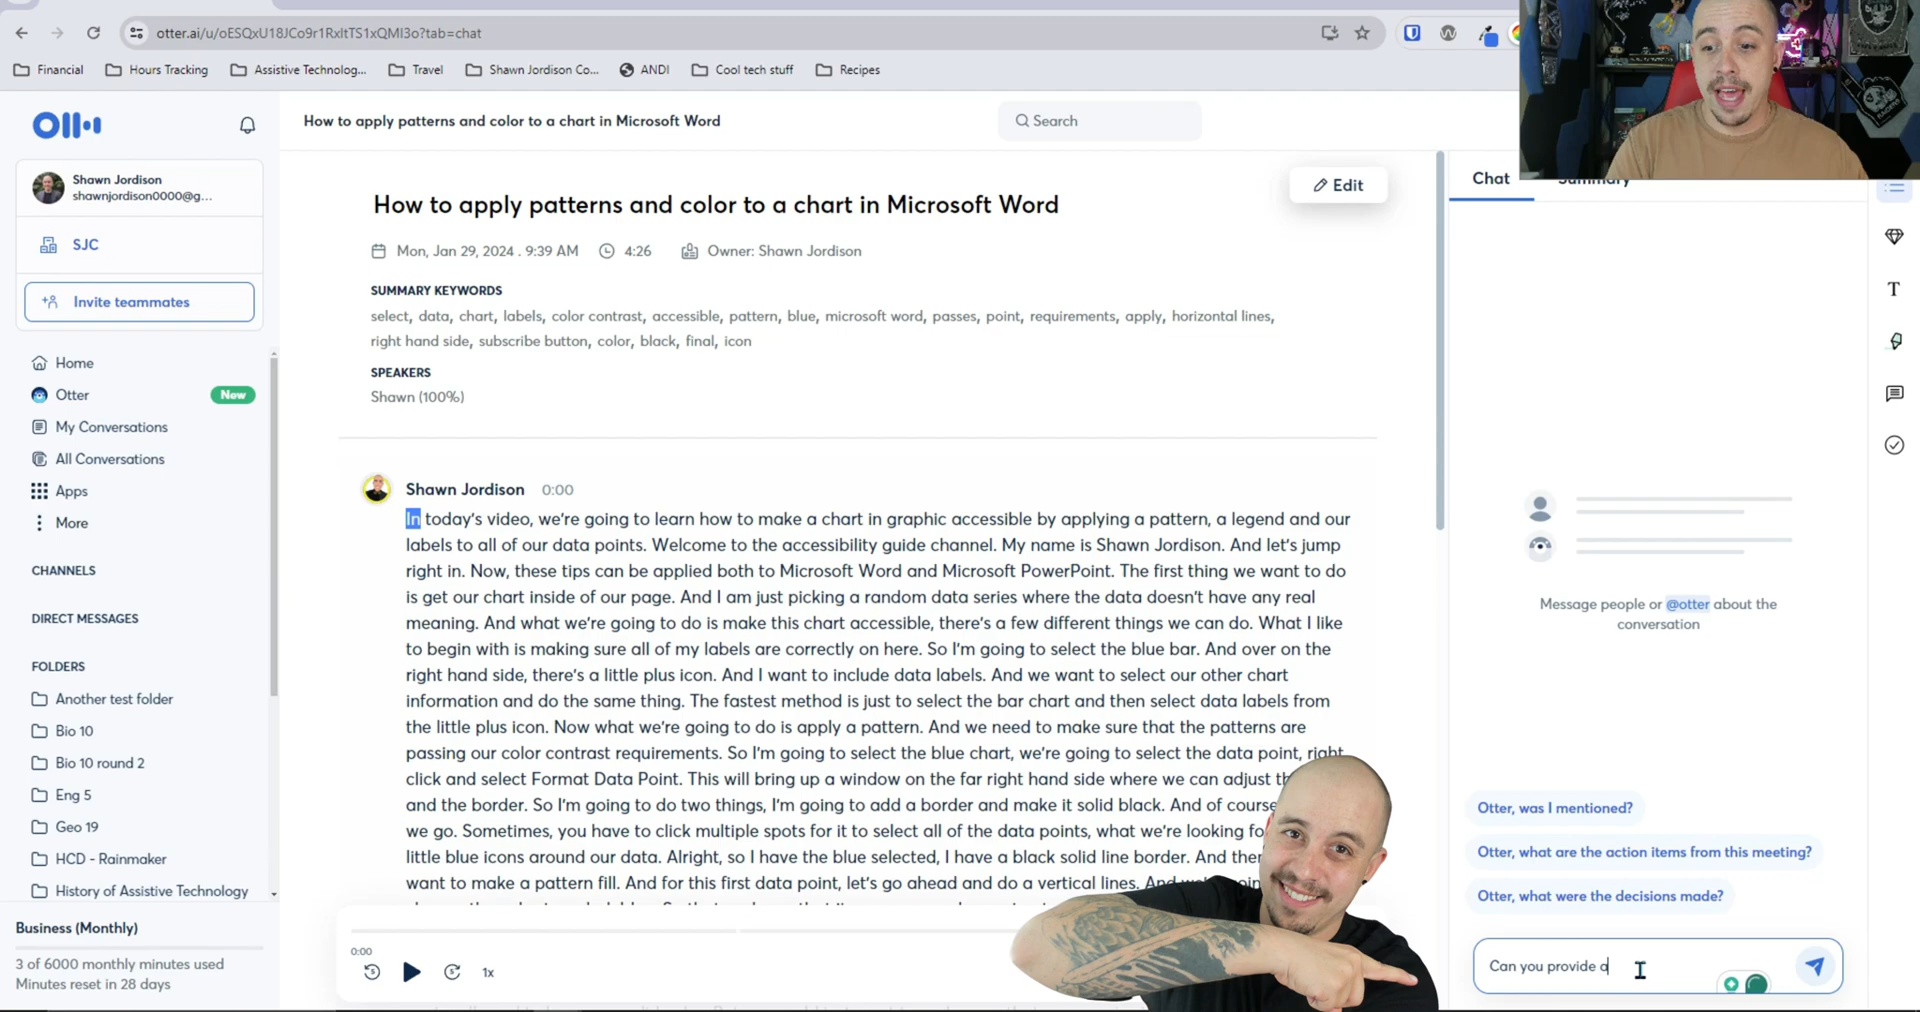 otter.ai/u/oESQxU18JCo9r1RxltTS1xQMI3o?tab=chat
Financial
Hours Tracking
Assistive Technolog...
Travel
Shawn Jordison Co...
ANDI
Cool tech stuff
Recipes
How to apply patterns and color to a chart in Microsoft Word
Search
Shawn Jordison
shawnjordison0000@g...
SJC
Invite teammates
Home
Otter
New
My Conversations
All Conversations
Apps
More
CHANNELS
DIRECT MESSAGES
FOLDERS
Another test folder
Bio 10
Bio 10 round 2
Eng 5
Geo 19
HCD - Rainmaker
History of Assistive Technology
Business (Monthly)
3 of 6000 monthly minutes used
Minutes reset in 28 days
How to apply patterns and color to a chart in Microsoft Word
Edit
Mon, Jan 29, 2024 . 9:39 AM
4:26
Owner: Shawn Jordison
SUMMARY KEYWORDS
select, data, chart, labels, color contrast, accessible, pattern, blue, microsoft word, passes, point, requirements, apply, horizontal lines,
right hand side, subscribe button, color, black, final, icon
SPEAKERS
Shawn (100%)
Shawn Jordison 0:00
In today's video, we're going to learn how to make a chart in graphic accessible by applying a pattern, a legend and our
labels to all of our data points. Welcome to the accessibility guide channel. My name is Shawn Jordison. And let's jump
right in. Now, these tips can be applied both to Microsoft Word and Microsoft PowerPoint. The first thing we want to do
is get our chart inside of our page. And I am just picking a random data series where the data doesn't have any real
meaning. And what we're going to do is make this chart accessible, there's a few different things we can do. What I like
to begin with is making sure all of my labels are correctly on here. So I'm going to select the blue bar. And over on the
right hand side, there's a little plus icon. And I want to include data labels. And we want to select our other chart
information and do the same thing. The fastest method is just to select the bar chart and then select data labels from
the little plus icon. Now what we're going to do is apply a pattern. And we need to make sure that the patterns are
passing our color contrast requirements. So I'm going to select the blue chart, we're going to select the data point, right
click and select Format Data Point. This will bring up a window on the far right hand side where we can adjust
and the border. So I'm going to do two things, I'm going to add a border and make it solid black. And of course
we go. Sometimes, you have to click multiple spots for it to select all of the data points, what we're looking
little blue icons around our data. Alright, so I have the blue selected, I have a black solid line border. And
want to make a pattern fill. And for this first data point, let's go ahead and do a vertical lines. And
0:00
1x
Chat
Summary
Message people or @otter about the
conversation
Otter, was I mentioned?
Otter, what are the action items from this meeting?
Otter, what were the decisions made?
Can you provide a